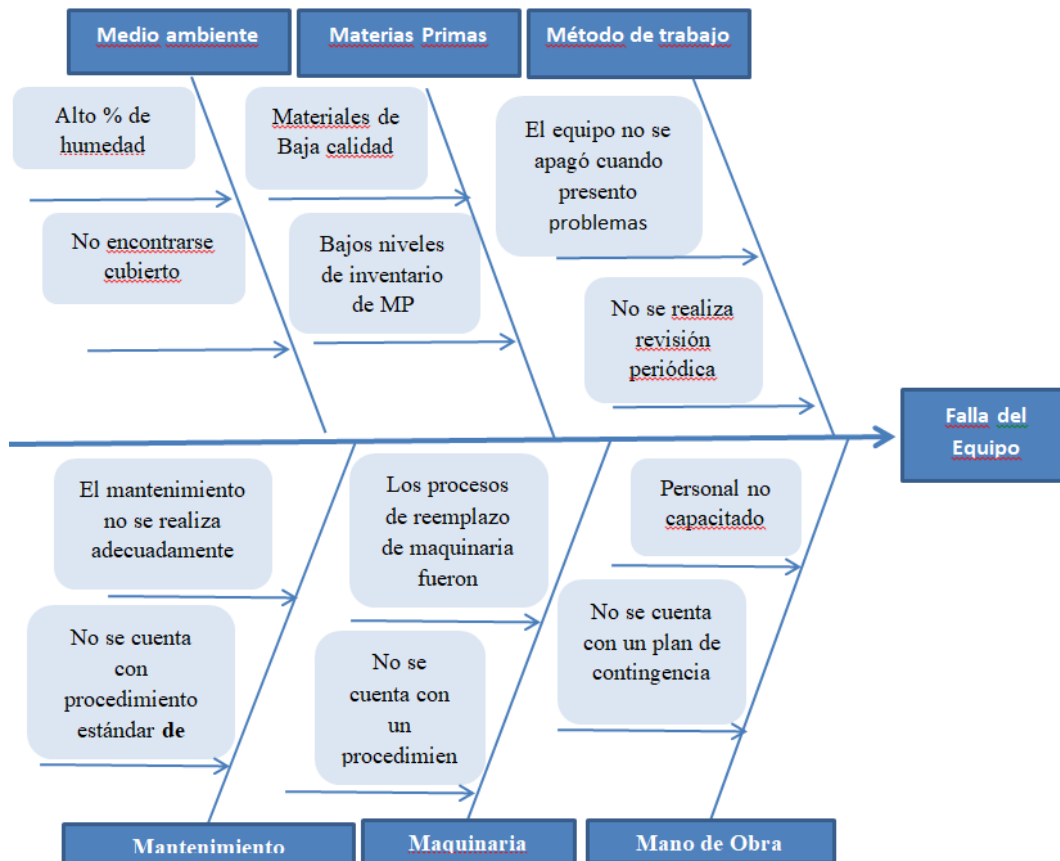 Medio ambiente
Materias Primas
Método de trabajo
Alto % de
humedad
Materiales de
Baja calidad
El equipo no se
apagó cuando
presento
problemas
No encontrarse
cubierto
Bajos niveles
de inventario
de MP
No se realiza
revisión
periódica
Falla del
Equipo
El mantenimiento
no se realiza
adecuadamente
Los procesos
de reemplazo
de maquinaria
fueron
Personal no
capacitado
No se cuenta
con
procedimiento
estándar de
No se
cuenta con
un
procedimien
No se cuenta
con un plan de
contingencia
Mantenimiento
Maquinaria
Mano de Obra